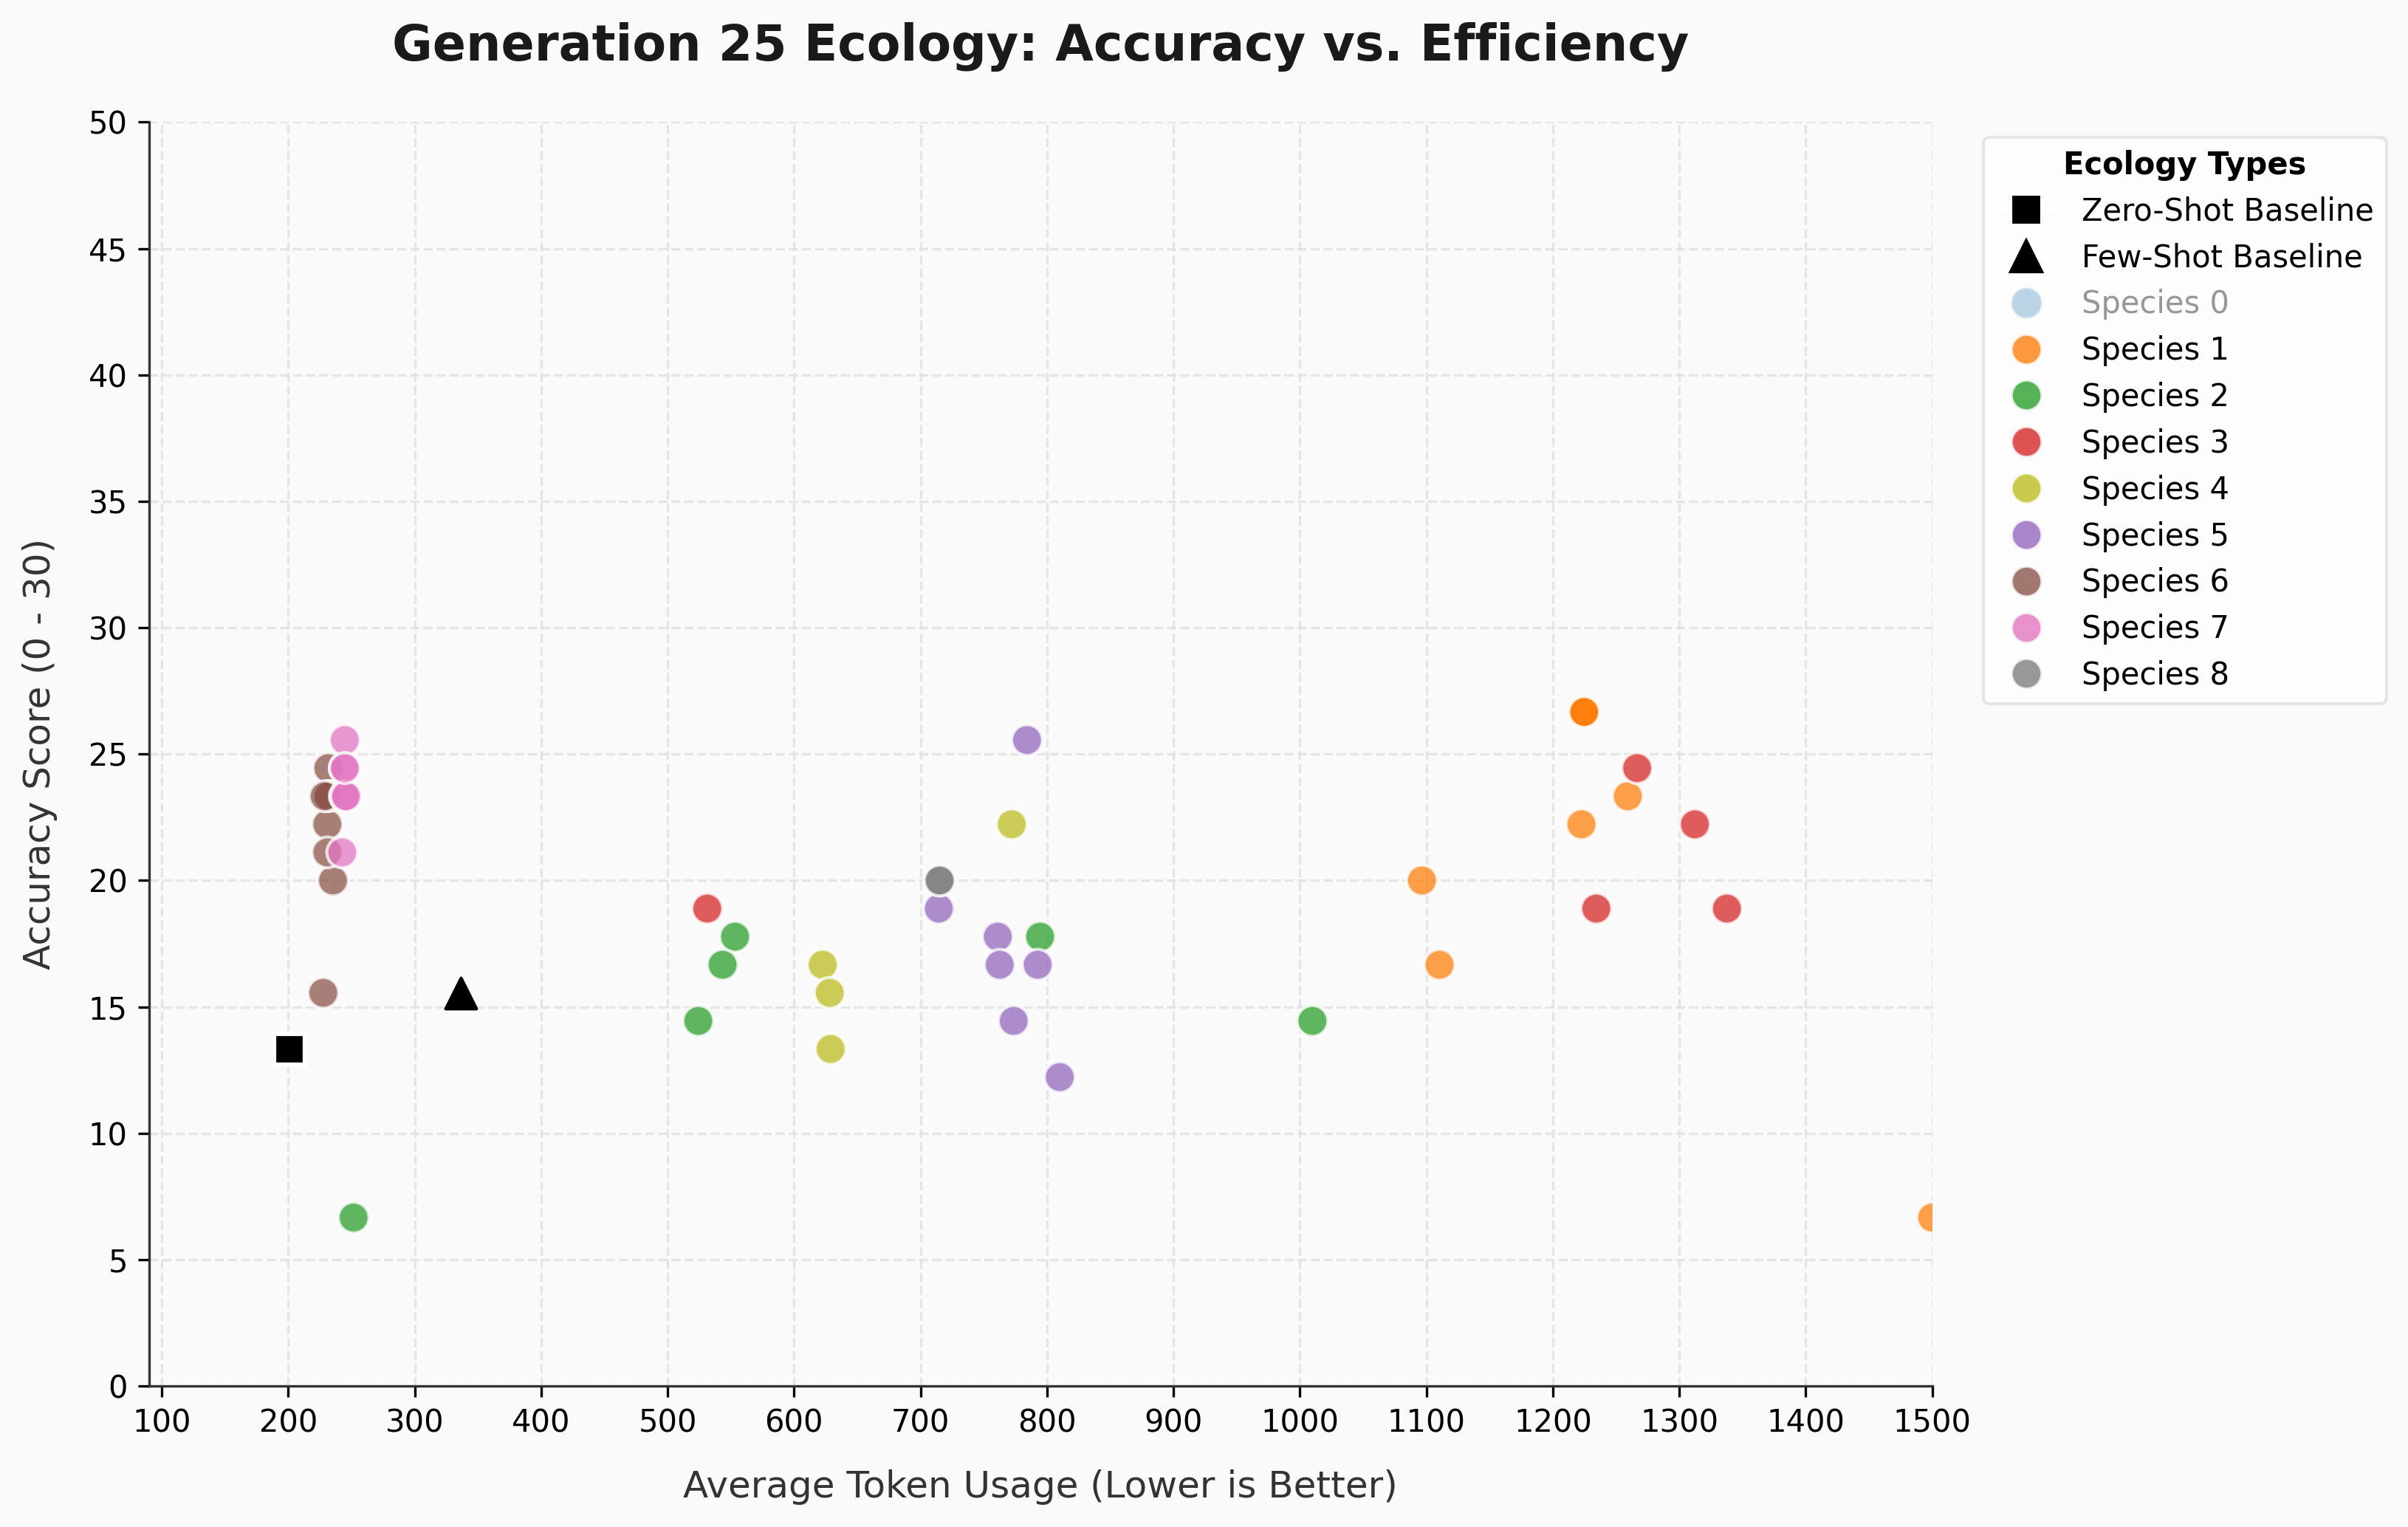 Generation 25 Ecology: Accuracy vs. Efficiency
50
45
40
35
30
25
20
15
10
5
0
Accuracy Score (0 - 30)
100 200 300 400 500 600 700 800 900 1000 1100 1200 1300 1400 1500
Average Token Usage (Lower is Better)
Ecology Types
Zero-Shot Baseline
Few-Shot Baseline
Species 0
Species 1
Species 2
Species 3
Species 4
Species 5
Species 6
Species 7
Species 8